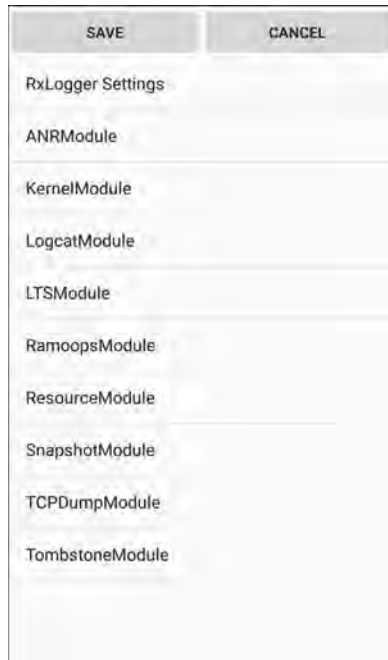 SAVE CANCEL
RxLogger Settings
ANRModule
KernelModule
LogcatModule
LTSModule
RamoopsModule
ResourceModule
SnapshotModule
TCPDumpModule
TombstoneModule